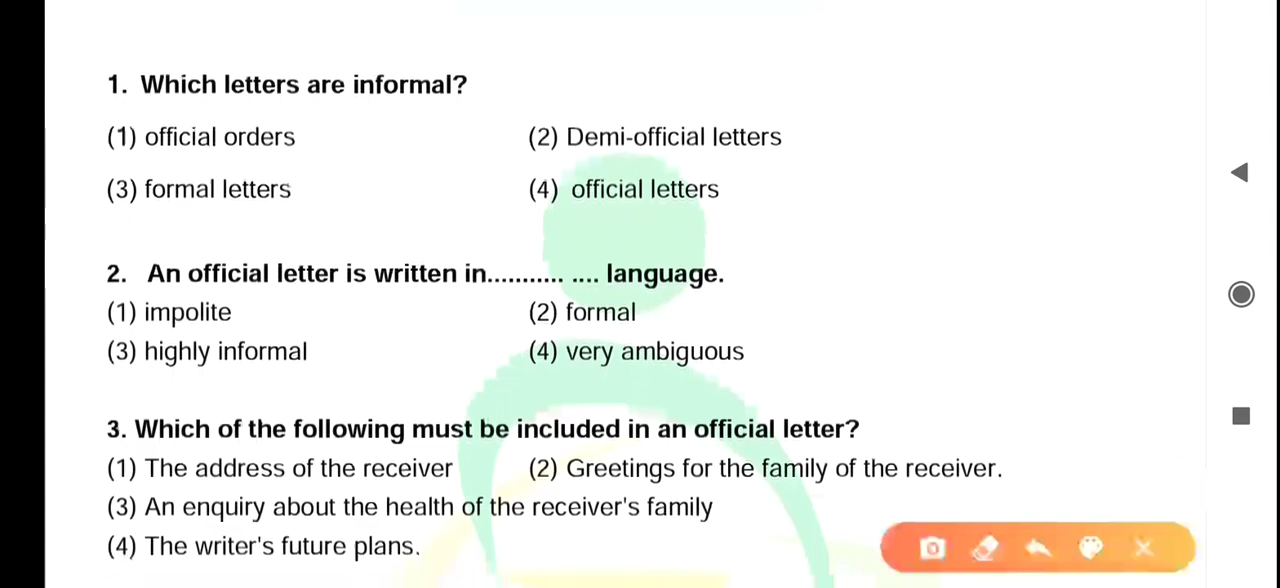 1. Which letters are informal?
(1) official orders (2) Demi-official letters
(3) formal letters (4) official letters
2. An official letter is written in........... .... language.
(1) impolite (2) formal
(3) highly informal (4) very ambiguous
3. Which of the following must be included in an official letter?
(1) The address of the receiver (2) Greetings for the family of the receiver.
(3) An enquiry about the health of the receiver's family
(4) The writer's future plans.